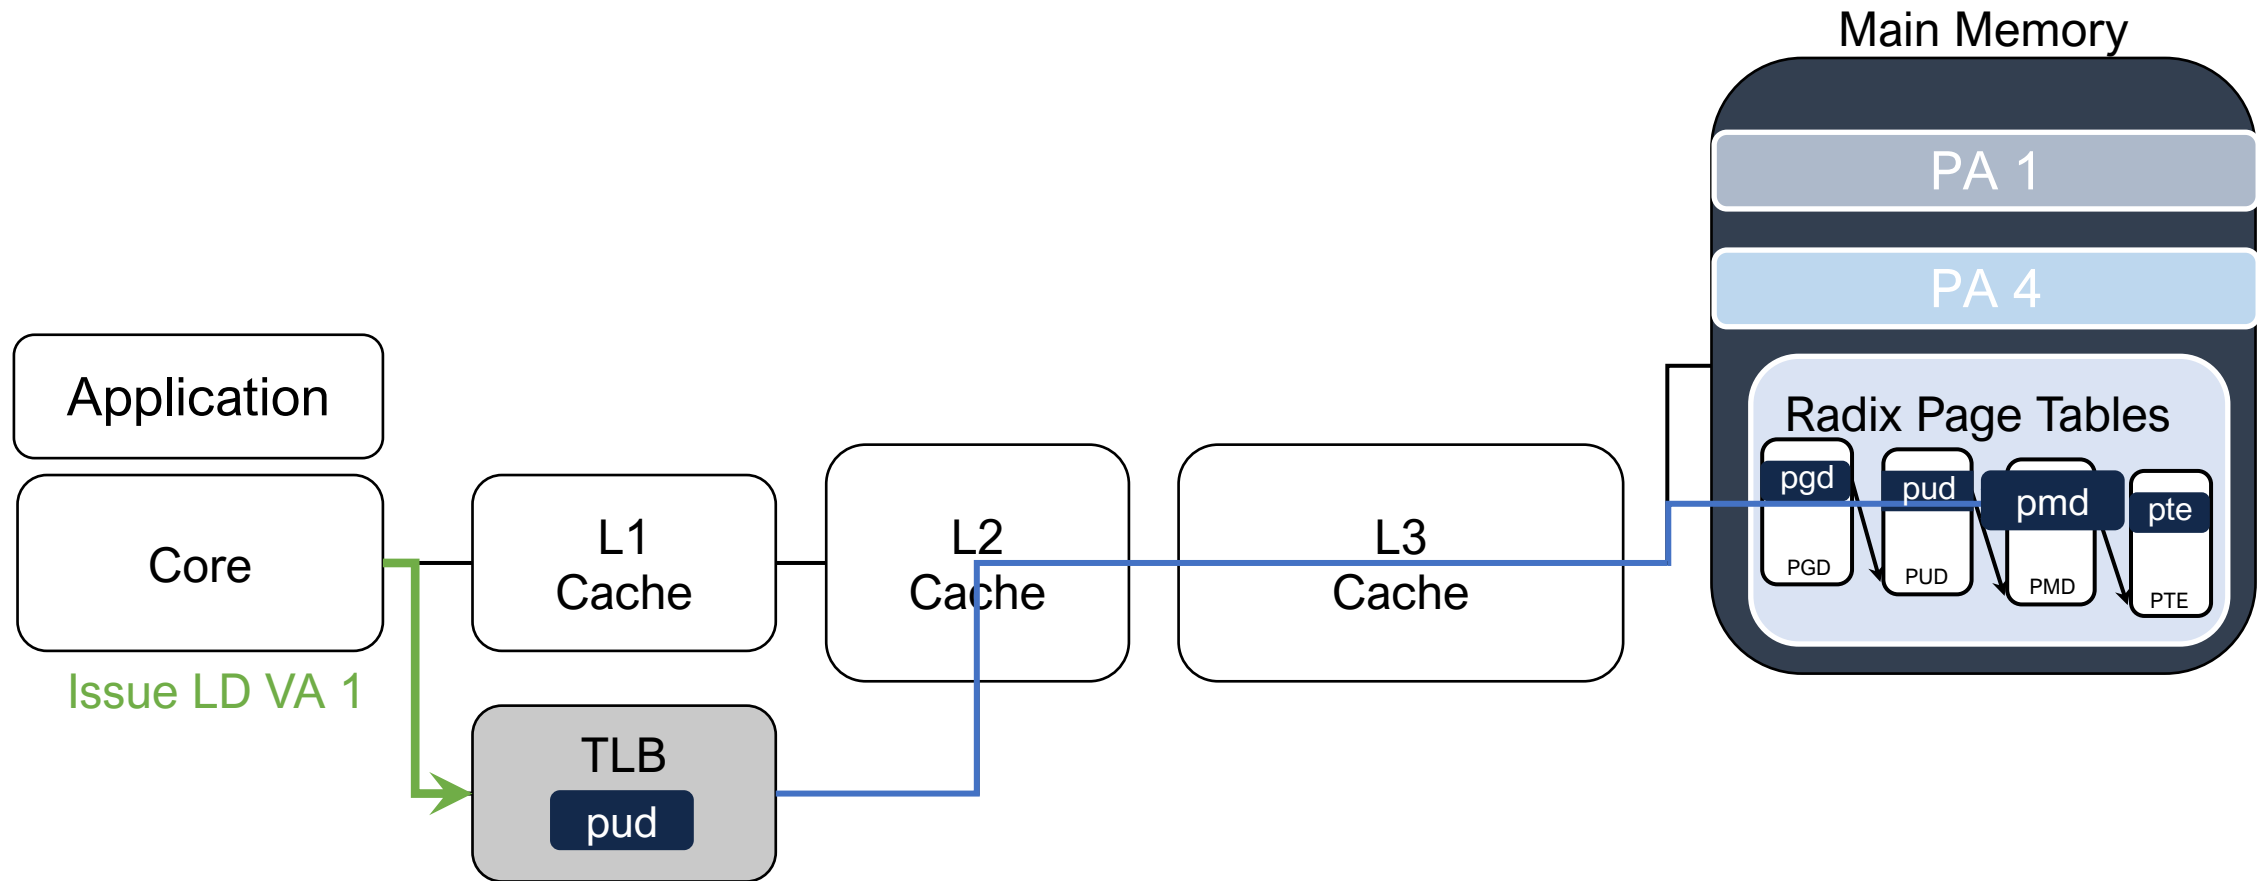 Main Memory
PA 1
PA 4
Application
Radix Page Tables
pgd
pud
pmd
pte
PGD
PUD
PMD
PTE
Core
L1
Cache
L2
Cache
L3
Cache
Issue LD VA 1
TLB
pud